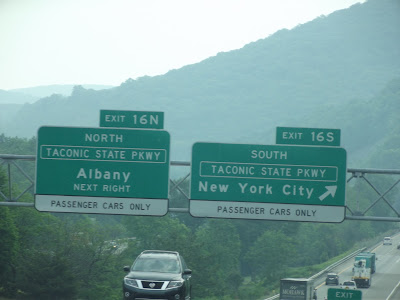 EXIT 16N
NORTH
TACONIC STATE PKWY
Albany
NEXT RIGHT
PASSENGER CARS ONLY
EXIT 16S
SOUTH
TACONIC STATE PKWY
New York City
PASSENGER CARS ONLY
EXIT